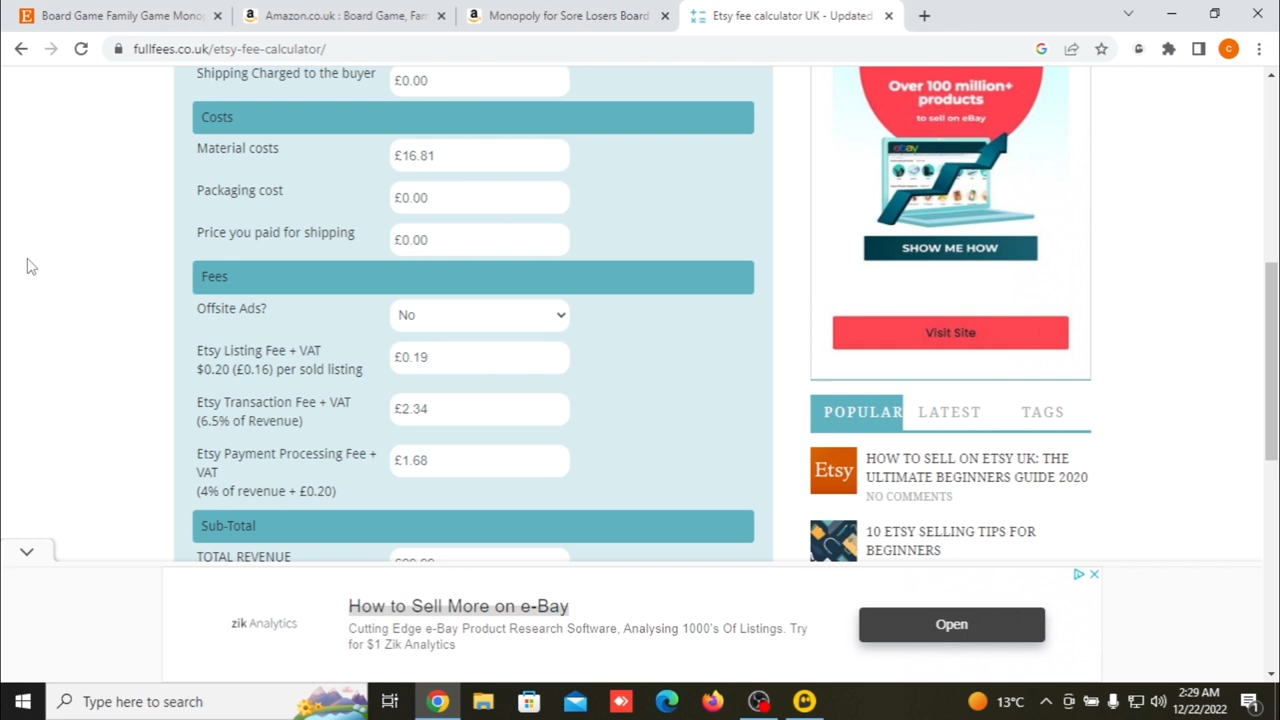 Board Game Family Game Monop
Amazon.co.uk : Board Game, Fam
Monopoly for Sore Losers Board
Etsy fee calculator UK - Updated
fullfees.co.uk/etsy-fee-calculator/
C
Shipping Charged to the buyer
£0.00
Costs
Material costs
£16.81
Packaging cost
£0.00
Price you paid for shipping
£0.00
Fees
Offsite Ads?
No
Etsy Listing Fee + VAT
$0.20 (£0.16) per sold listing
£0.19
Etsy Transaction Fee + VAT
(6.5% of Revenue)
£2.34
Etsy Payment Processing Fee +
VAT
(4% of revenue + £0.20)
£1.68
Sub-Total
TOTAL REVENUE
Over 100 million+
products
to sell on eBay
ebay
SHOW ME HOW
Visit Site
POPULAR
LATEST
TAGS
Etsy
HOW TO SELL ON ETSY UK: THE
ULTIMATE BEGINNERS GUIDE 2020
NO COMMENTS
10 ETSY SELLING TIPS FOR
BEGINNERS
zik Analytics
How to Sell More on e-Bay
Cutting Edge e-Bay Product Research Software, Analysing 1000's Of Listings. Try
for $1 Zik Analytics
Open
Type here to search
13°C
2:29 AM
12/22/2022
1